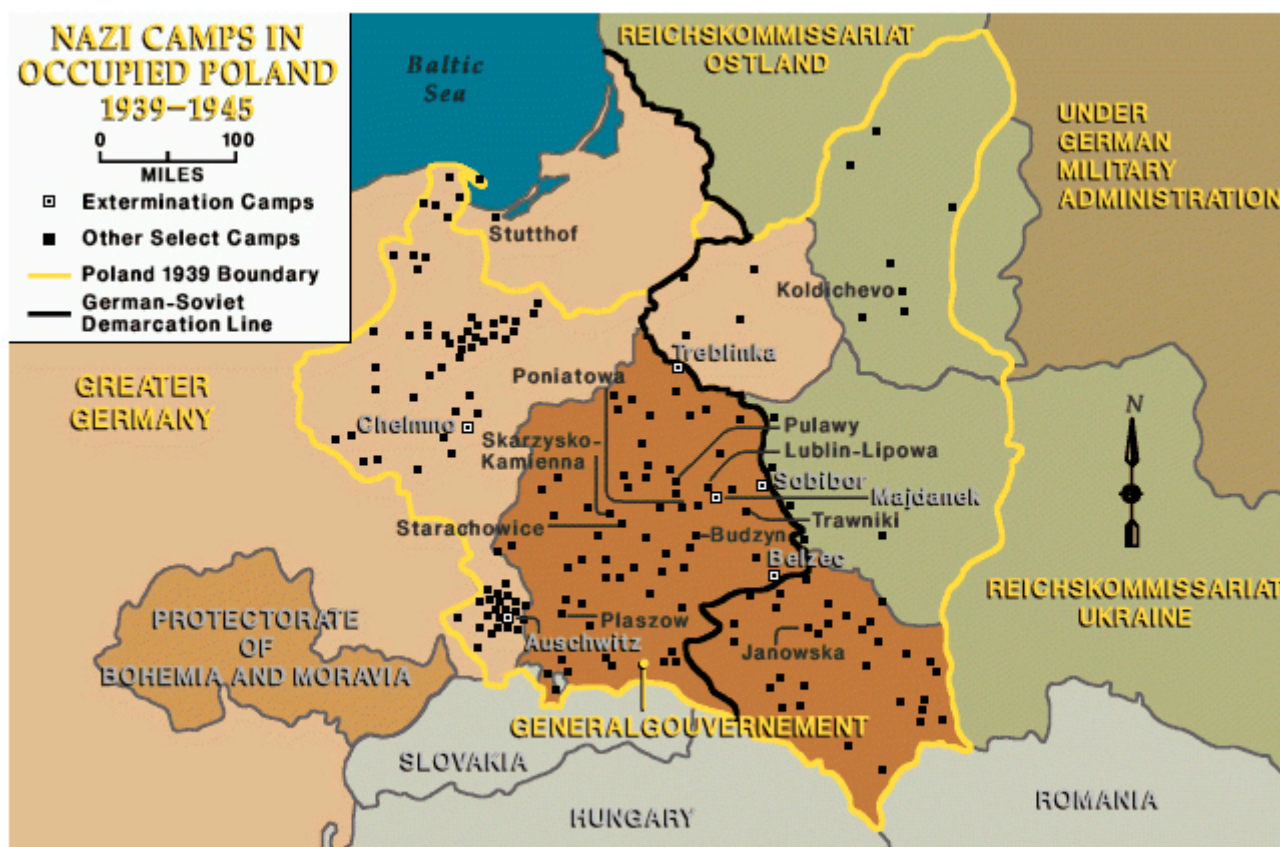 NAZI CAMPS IN
OCCUPIED POLAND
1939–1945
0 100
MILES
Extermination Camps
Other Select Camps
Poland 1939 Boundary
German-Soviet
Demarcation Line
Baltic
Sea
REICHSKOMMISSARIAT
OSTLAND
UNDER
GERMAN
MILITARY
ADMINISTRATION
Stutthof
Koldichevo
Treblinka
GREATER
GERMANY
Poniatowa
Chelmno
Skarzysko-
Kamienna
Pulawy
Lublin-Lipowa
Sobibor
Majdanek
Starachowice
Trawniki
Budzyn
Belzec
N
REICHSKOMMISSARIAT
UKRAINE
PROTECTORATE
OF
BOHEMIA AND MORAVIA
Plaszow
Auschwitz
Janowska
GENERALGOUVERNEMENT
SLOVAKIA
HUNGARY
ROMANIA